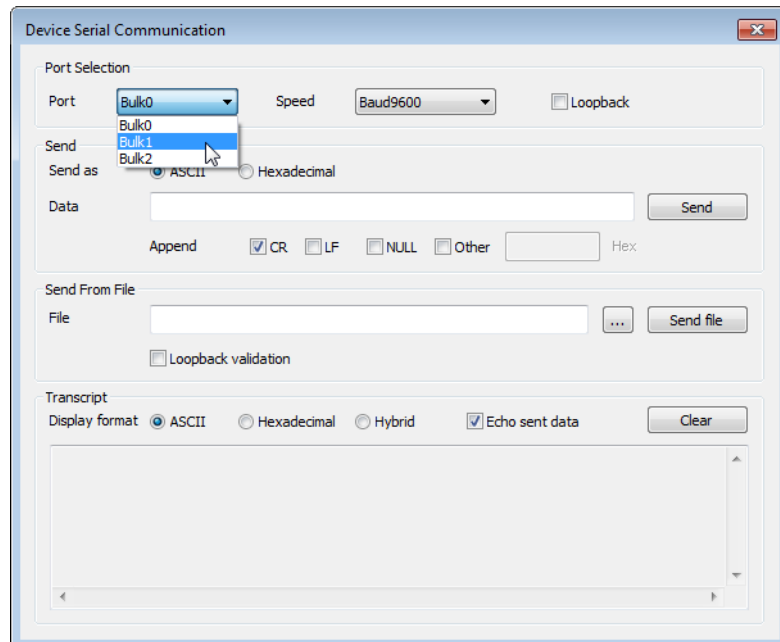 Device Serial Communication
Port Selection
Port Bulk0 Speed Baud9600 Loopback
Bulk0
Bulk1
Bulk2
Send
Send as ASCII Hexadecimal
Data Send
Append CR LF NULL Other Hex
Send From File
File ... Send file
Loopback validation
Transcript
Display format ASCII Hexadecimal Hybrid Echo sent data Clear